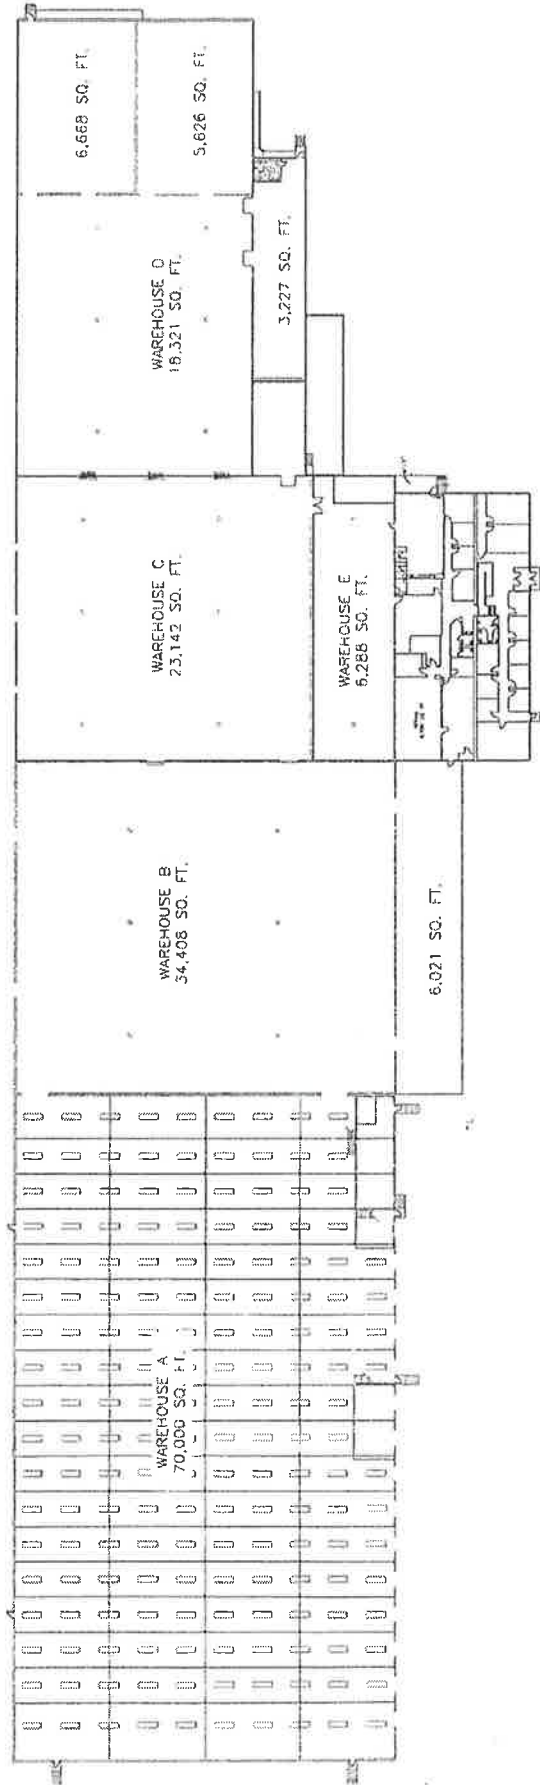 6,668 SQ. FT.
5,626 SQ. FT.
WAREHOUSE D
18,321 SQ. FT.
3,227 SQ. FT.
WAREHOUSE C
23,142 SQ. FT.
WAREHOUSE E
6,288 SQ. FT.
WAREHOUSE B
34,408 SQ. FT.
6,021 SQ. FT.
WAREHOUSE A
70,000 SQ. FT.